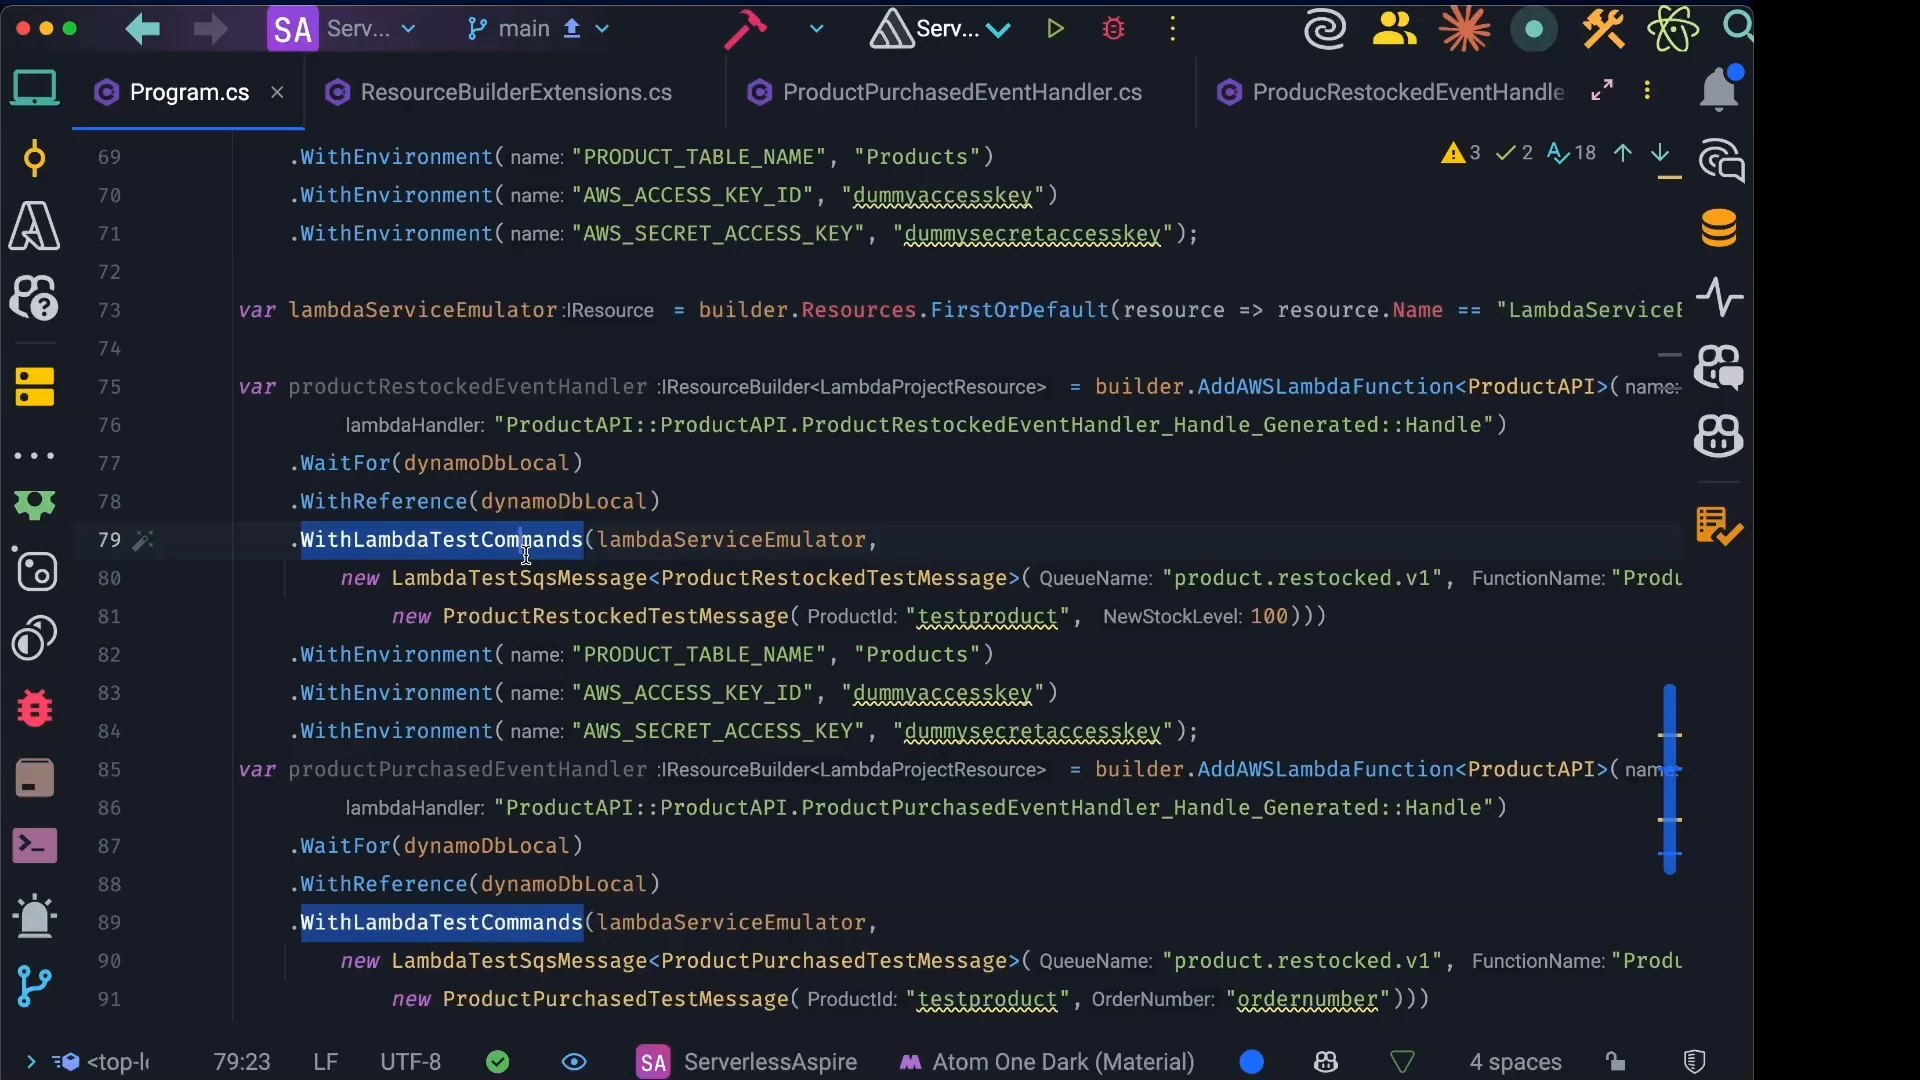 SA Serv... main Serv...
Program.cs ResourceBuilderExtensions.cs ProductPurchasedEventHandler.cs ProducRestockedEventHandle
3 2 18
69 .WithEnvironment( name: "PRODUCT_TABLE_NAME", "Products")
70 .WithEnvironment( name: "AWS_ACCESS_KEY_ID", "dummyaccesskey")
71 .WithEnvironment( name: "AWS_SECRET_ACCESS_KEY", "dummysecretaccesskey");
72
73 var lambdaServiceEmulator :IResource = builder.Resources.FirstOrDefault(resource => resource.Name == "LambdaServiceE
74
75 var productRestockedEventHandler :IResourceBuilder<LambdaProjectResource> = builder.AddAWSLambdaFunction<ProductAPI>( name:
76 lambdaHandler: "ProductAPI::ProductAPI.ProductRestockedEventHandler_Handle_Generated::Handle")
77 .WaitFor(dynamoDbLocal)
78 .WithReference(dynamoDbLocal)
79 .WithLambdaTestCommands(lambdaServiceEmulator,
80 new LambdaTestSqsMessage<ProductRestockedTestMessage>( QueueName: "product.restocked.v1", FunctionName: "Produ
81 new ProductRestockedTestMessage( ProductId: "testproduct", NewStockLevel: 100)))
82 .WithEnvironment( name: "PRODUCT_TABLE_NAME", "Products")
83 .WithEnvironment( name: "AWS_ACCESS_KEY_ID", "dummyaccesskey")
84 .WithEnvironment( name: "AWS_SECRET_ACCESS_KEY", "dummysecretaccesskey");
85 var productPurchasedEventHandler :IResourceBuilder<LambdaProjectResource> = builder.AddAWSLambdaFunction<ProductAPI>( name:
86 lambdaHandler: "ProductAPI::ProductAPI.ProductPurchasedEventHandler_Handle_Generated::Handle")
87 .WaitFor(dynamoDbLocal)
88 .WithReference(dynamoDbLocal)
89 .WithLambdaTestCommands(lambdaServiceEmulator,
90 new LambdaTestSqsMessage<ProductPurchasedTestMessage>( QueueName: "product.restocked.v1", FunctionName: "Produ
91 new ProductPurchasedTestMessage( ProductId: "testproduct", OrderNumber: "ordernumber")))
<top-l 79:23 LF UTF-8 SA ServerlessAspire Atom One Dark (Material) 4 spaces